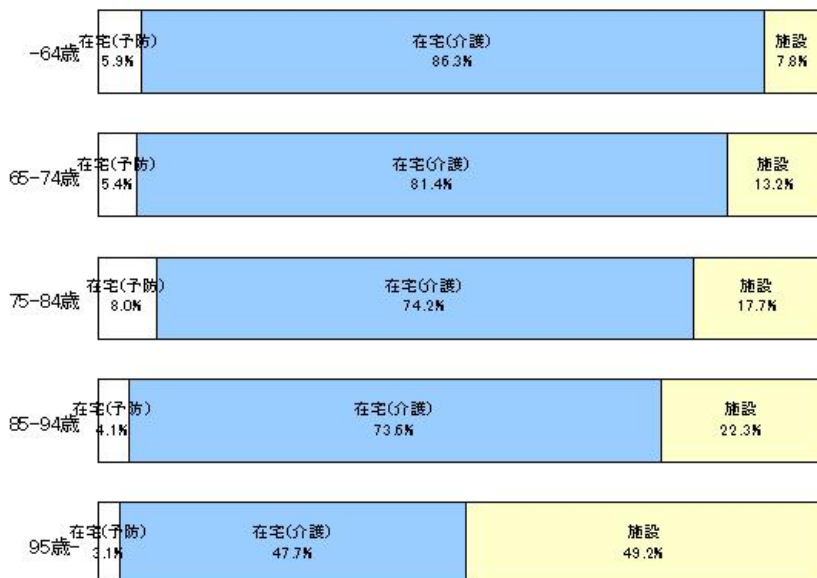 -64歳
在宅(予防)
5.9%
在宅(介護)
86.3%
施設
7.8%
65-74歳
在宅(予防)
5.4%
在宅(介護)
81.4%
施設
13.2%
75-84歳
在宅(予防)
8.0%
在宅(介護)
74.2%
施設
17.7%
85-94歳
在宅(予防)
4.1%
在宅(介護)
73.6%
施設
22.3%
95歳-
在宅(予防)
3.1%
在宅(介護)
47.7%
施設
49.2%